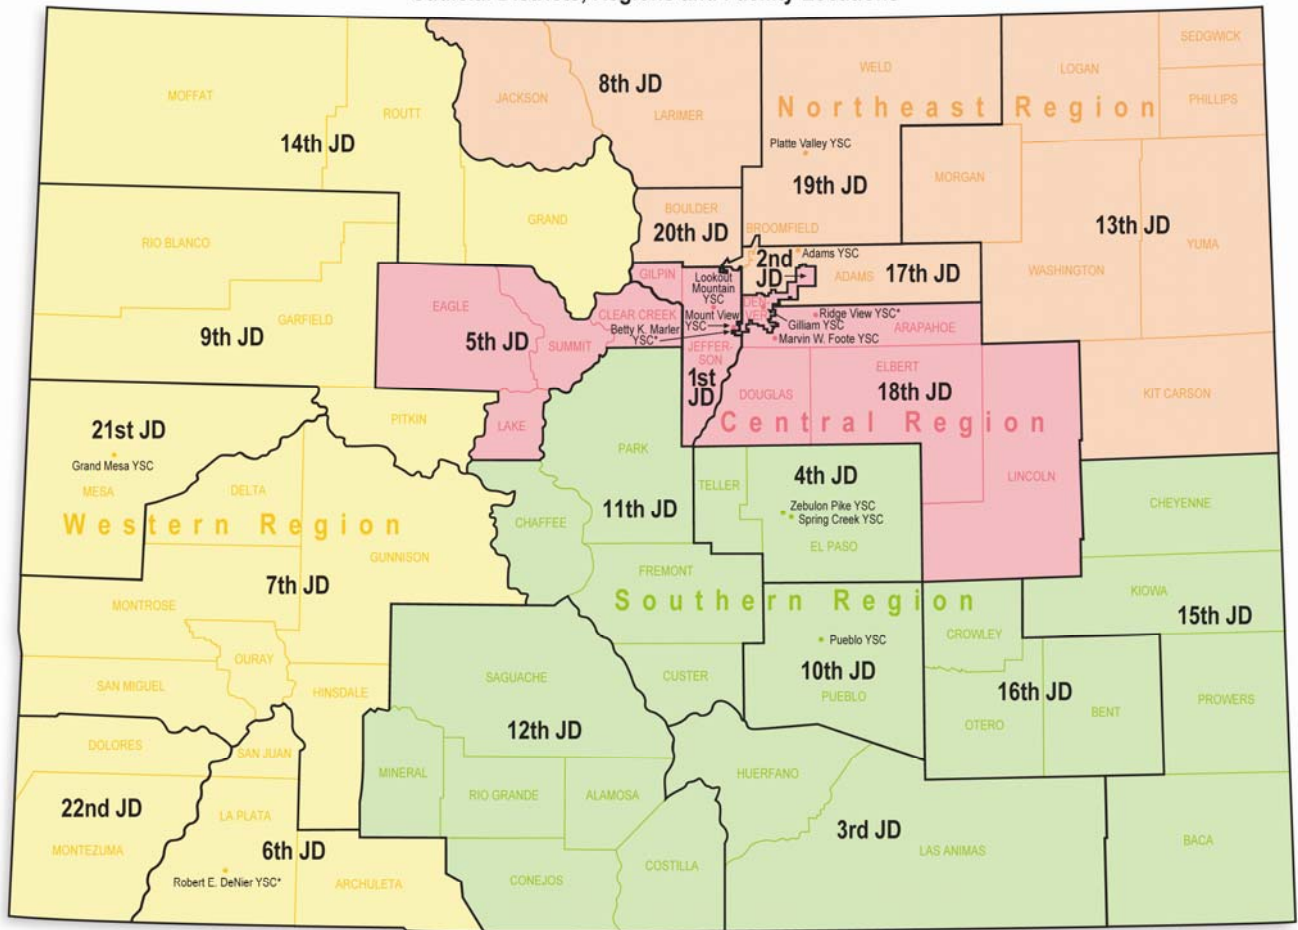 SEDGWICK
WELD
LOGAN
8th JD
MOFFAT
JACKSON
PHILLIPS
Northeast Region
ROUTT
LARIMER
14th JD
Platte Valley YSC
MORGAN
19th JD
BOULDER
GRAND
13th JD
20th JD
BROOMFIELD
RIO BLANCO
YUMA
2nd
JD
Adams YSC
WASHINGTON
GILPIN
ADAMS
17th JD
Lookout
Mountain
YSC
EAGLE
DEN-
VER
CLEAR CREEK
Mount View
YSC
Ridge View YSC*
GARFIELD
Gilliam YSC
ARAPAHOE
Betty K. Marler
YSC*
9th JD
5th JD
Marvin W. Foote YSC
SUMMIT
JEFFER-
SON
ELBERT
1st
JD
DOUGLAS
18th JD
KIT CARSON
PITKIN
LAKE
Central Region
21st JD
PARK
Grand Mesa YSC
4th JD
LINCOLN
MESA
DELTA
TELLER
CHEYENNE
Zebulon Pike YSC
11th JD
Spring Creek YSC
Western Region
CHAFFEE
EL PASO
GUNNISON
FREMONT
7th JD
KIOWA
Southern Region
MONTROSE
15th JD
CROWLEY
Pueblo YSC
OURAY
10th JD
SAGUACHE
CUSTER
SAN MIGUEL
HINSDALE
16th JD
PUEBLO
PROWERS
BENT
OTERO
12th JD
DOLORES
SAN JUAN
MINERAL
HUERFANO
RIO GRANDE
ALAMOSA
22nd JD
LA PLATA
3rd JD
BACA
MONTEZUMA
6th JD
LAS ANIMAS
COSTILLA
Robert E. DeNier YSC*
ARCHULETA
CONEJOS